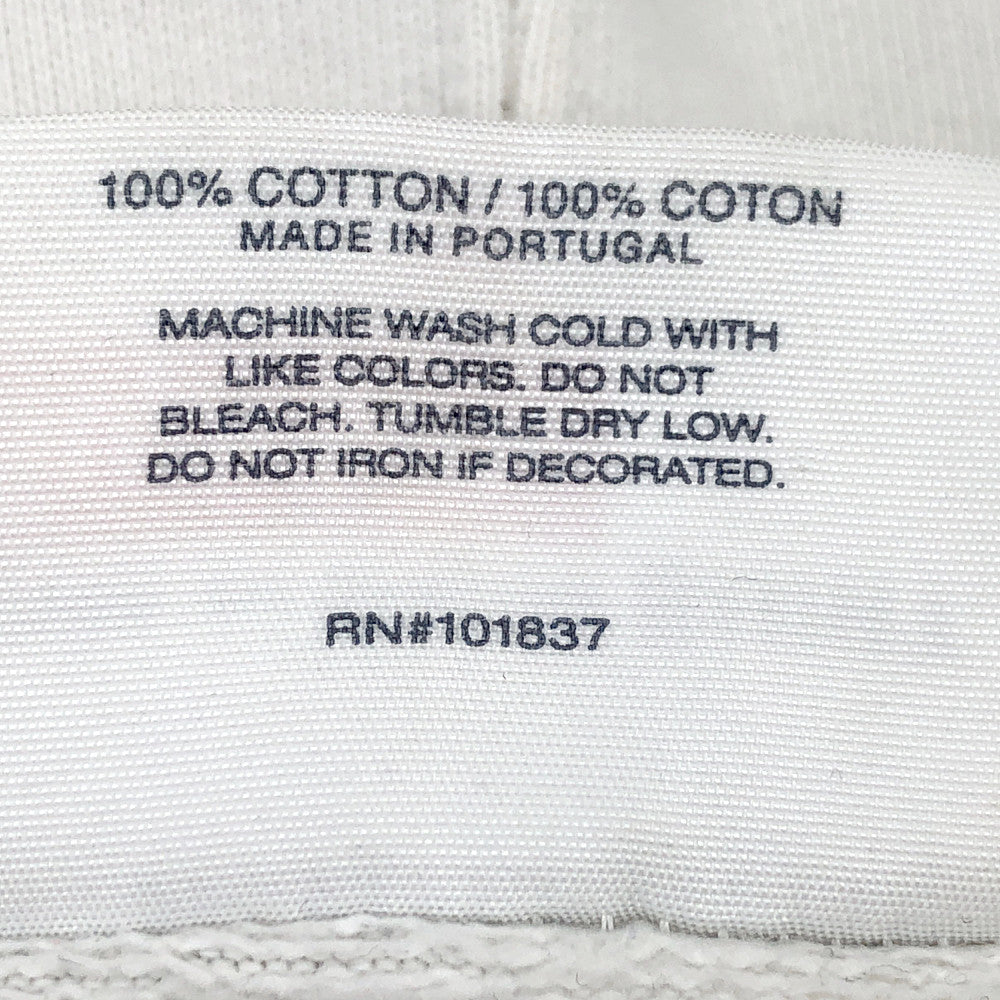 100% COTTON / 100% COTON
MADE IN PORTUGAL
MACHINE WASH COLD WITH
LIKE COLORS. DO NOT
BLEACH. TUMBLE DRY LOW.
DO NOT IRON IF DECORATED.
RN#101837